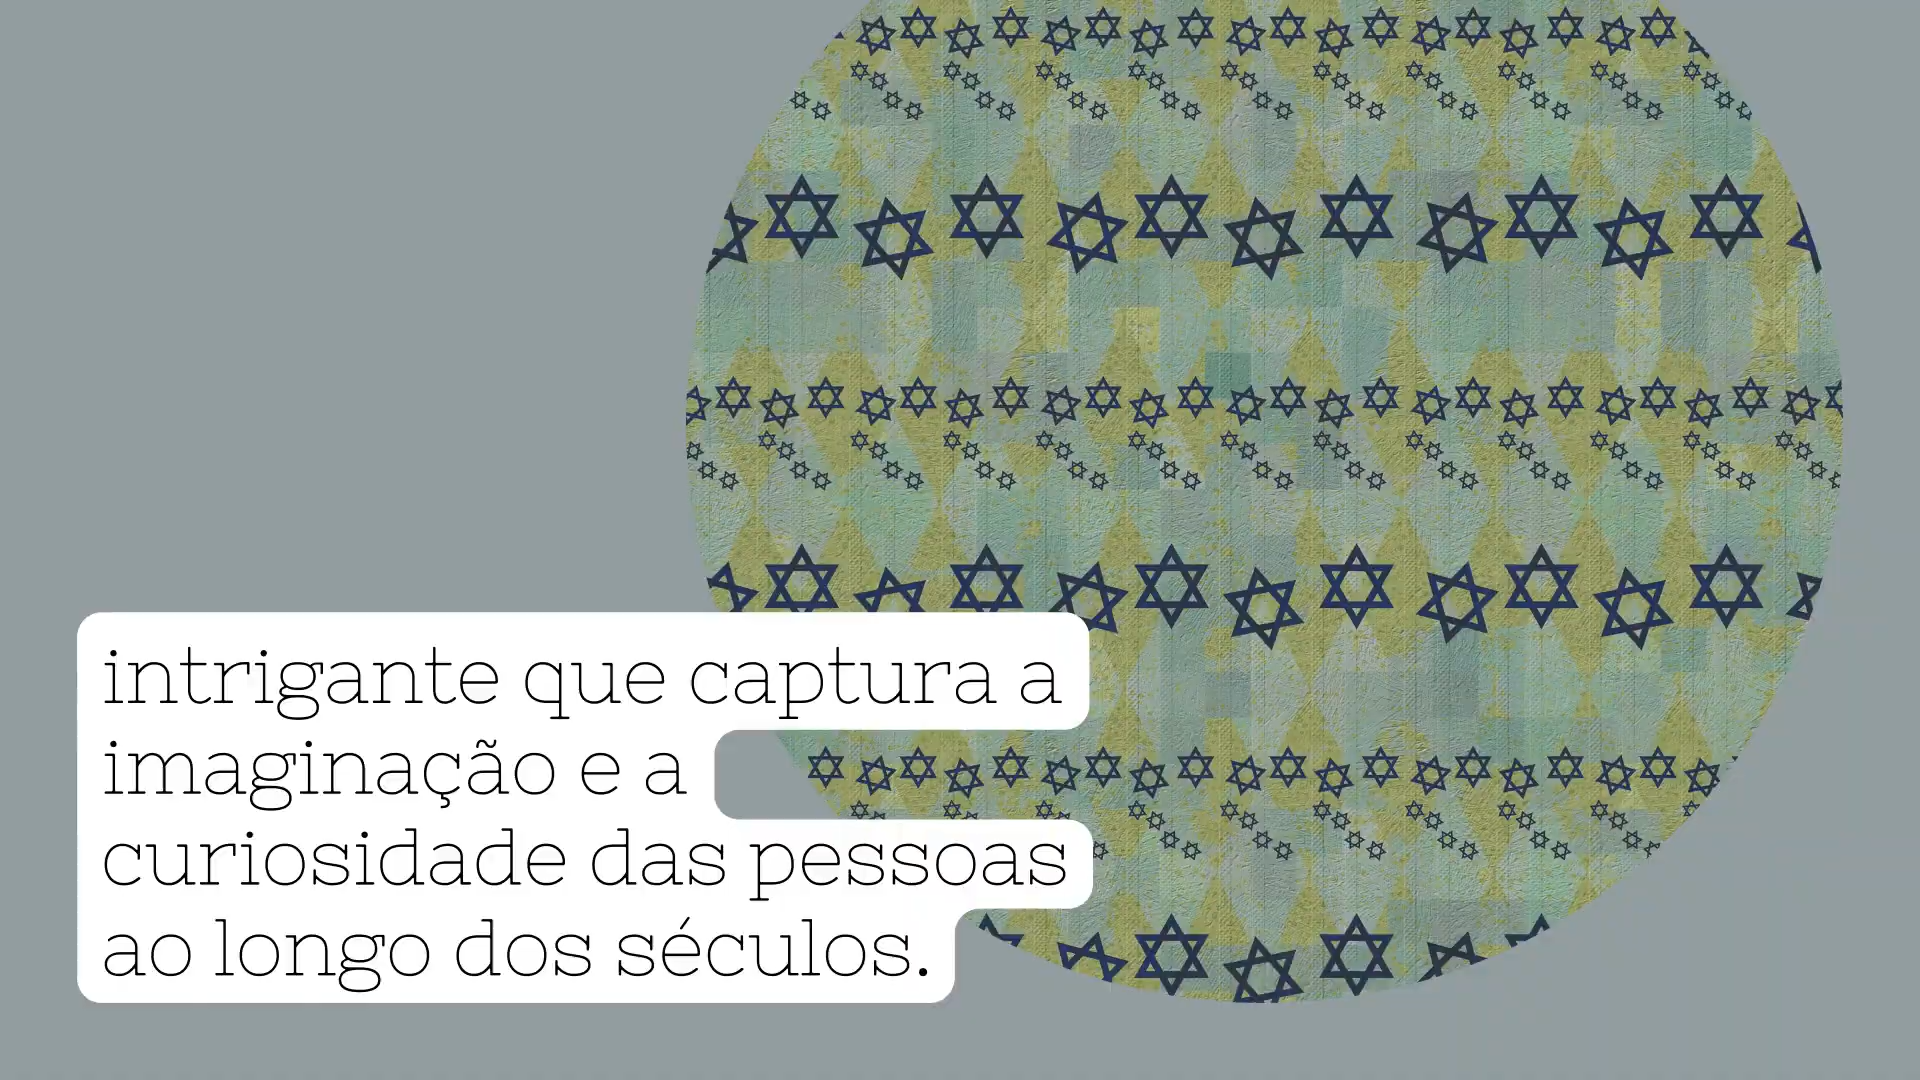 intrigante que captura a
imaginação e a
curiosidade das pessoas
ao longo dos séculos.